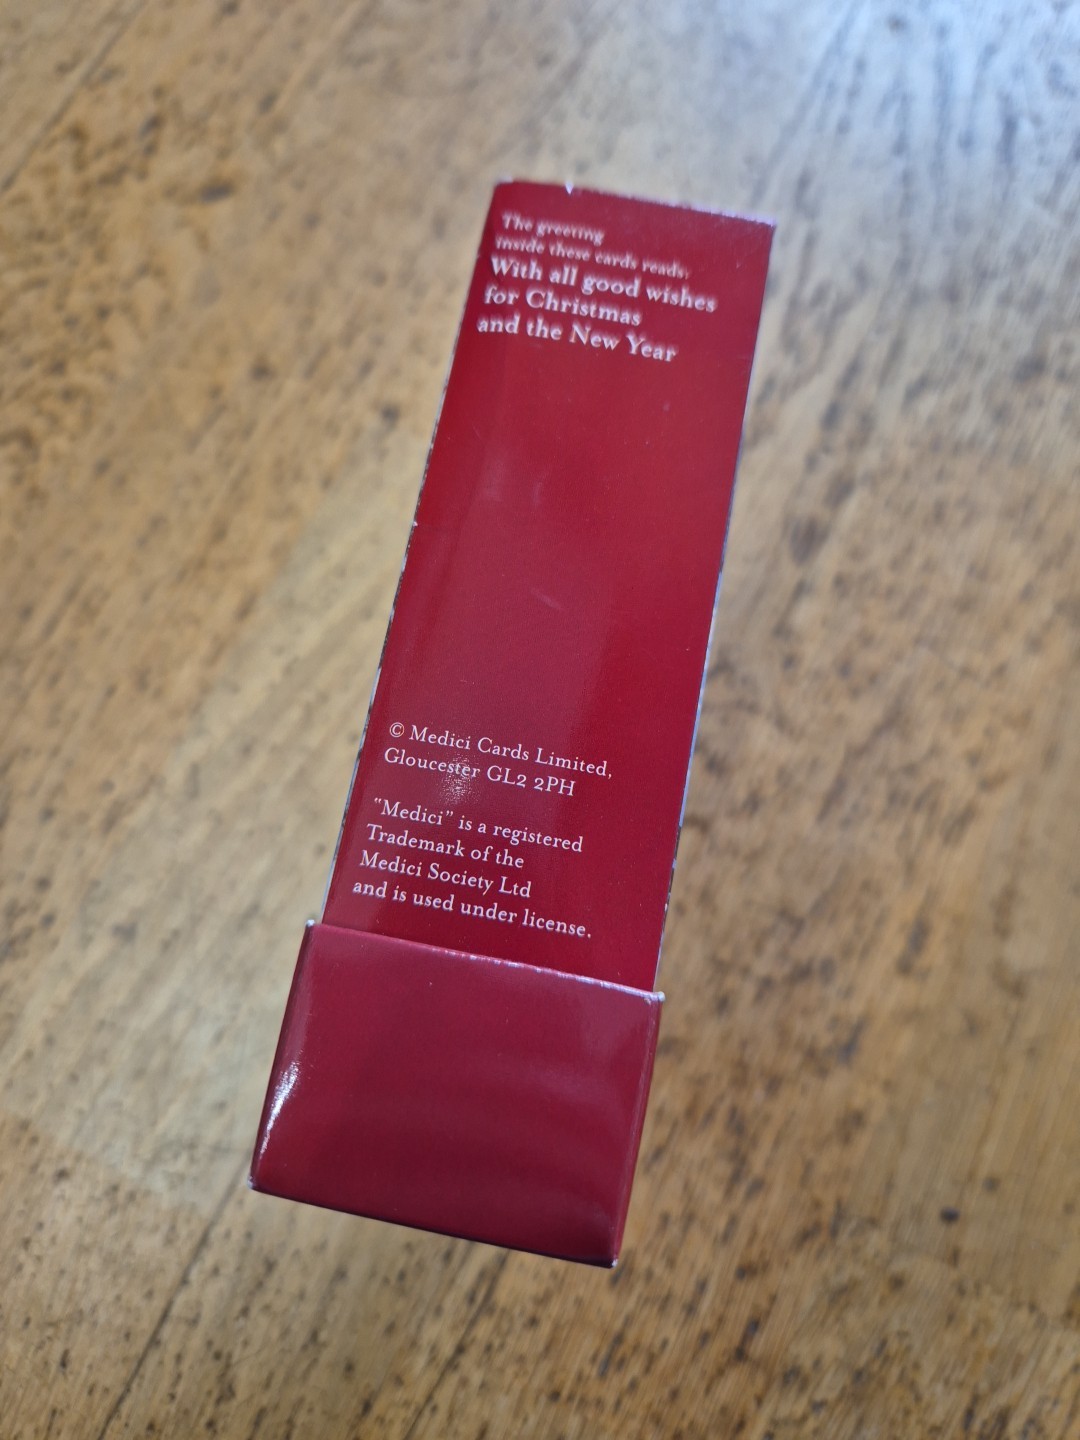 The greeting
inside these cards reads,
With all good wishes
for Christmas
and the New Year
© Medici Cards Limited,
Gloucester GL2 2PH
"Medici" is a registered
Trademark of the
Medici Society Ltd
and is used under license.